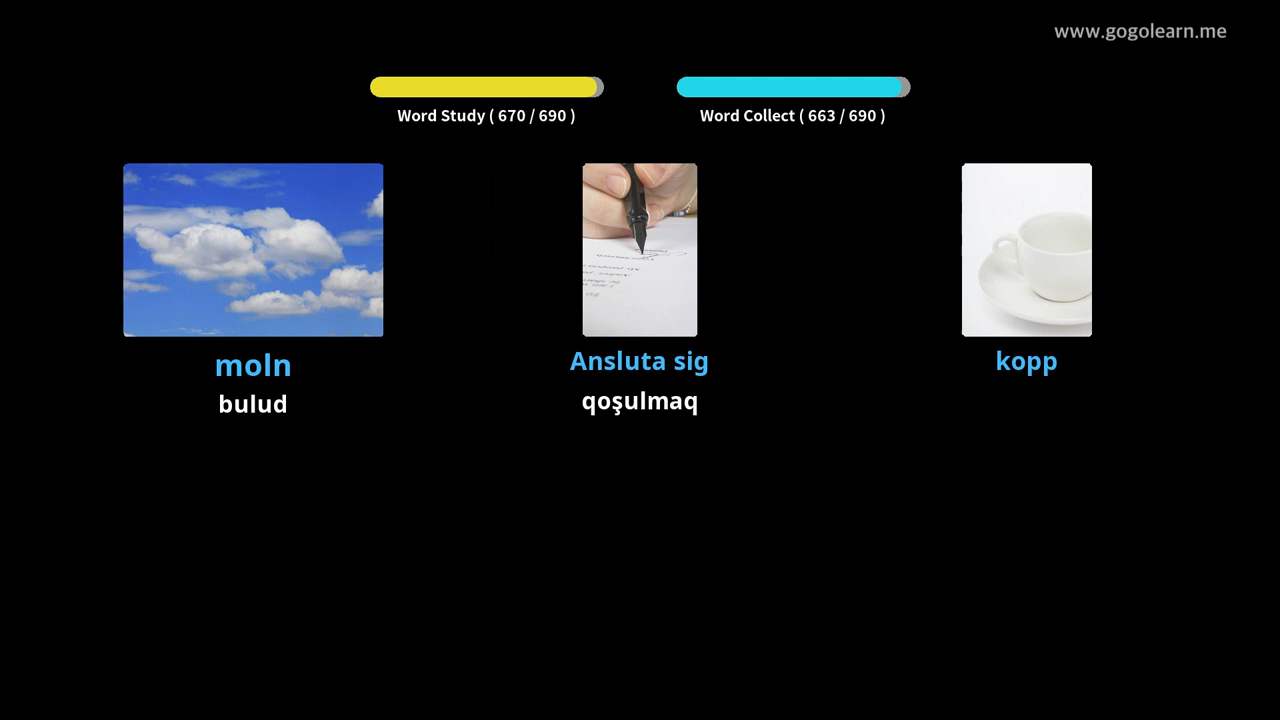 www.gogolearn.me
Word Study ( 670 / 690 )
Word Collect ( 663 / 690 )
moln
bulud
Ansluta sig
qoşulmaq
kopp